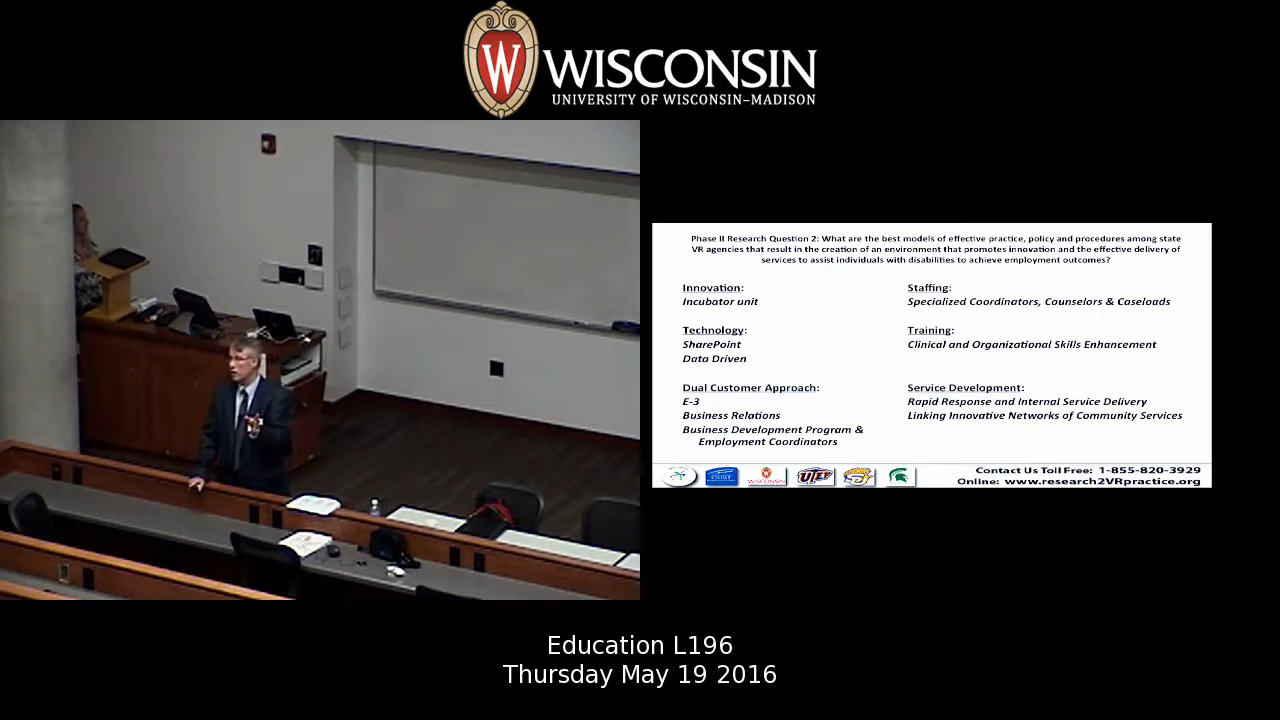 W WISCONSIN
UNIVERSITY OF WISCONSIN–MADISON
Phase II Research Question 2: What are the best models of effective practice, policy and procedures among state
VR agencies that result in the creation of an environment that promotes innovation and the effective delivery of
services to assist individuals with disabilities to achieve employment outcomes?
Innovation:
Incubator unit
Technology:
SharePoint
Data Driven
Dual Customer Approach:
E-3
Business Relations
Business Development Program &
Employment Coordinators
Staffing:
Specialized Coordinators, Counselors & Caseloads
Training:
Clinical and Organizational Skills Enhancement
Service Development:
Rapid Response and Internal Service Delivery
Linking Innovative Networks of Community Services
WISCONSIN
UTEP
Contact Us Toll Free: 1-855-820-3929
Online: www.research2VRpractice.org
Education L196
Thursday May 19 2016